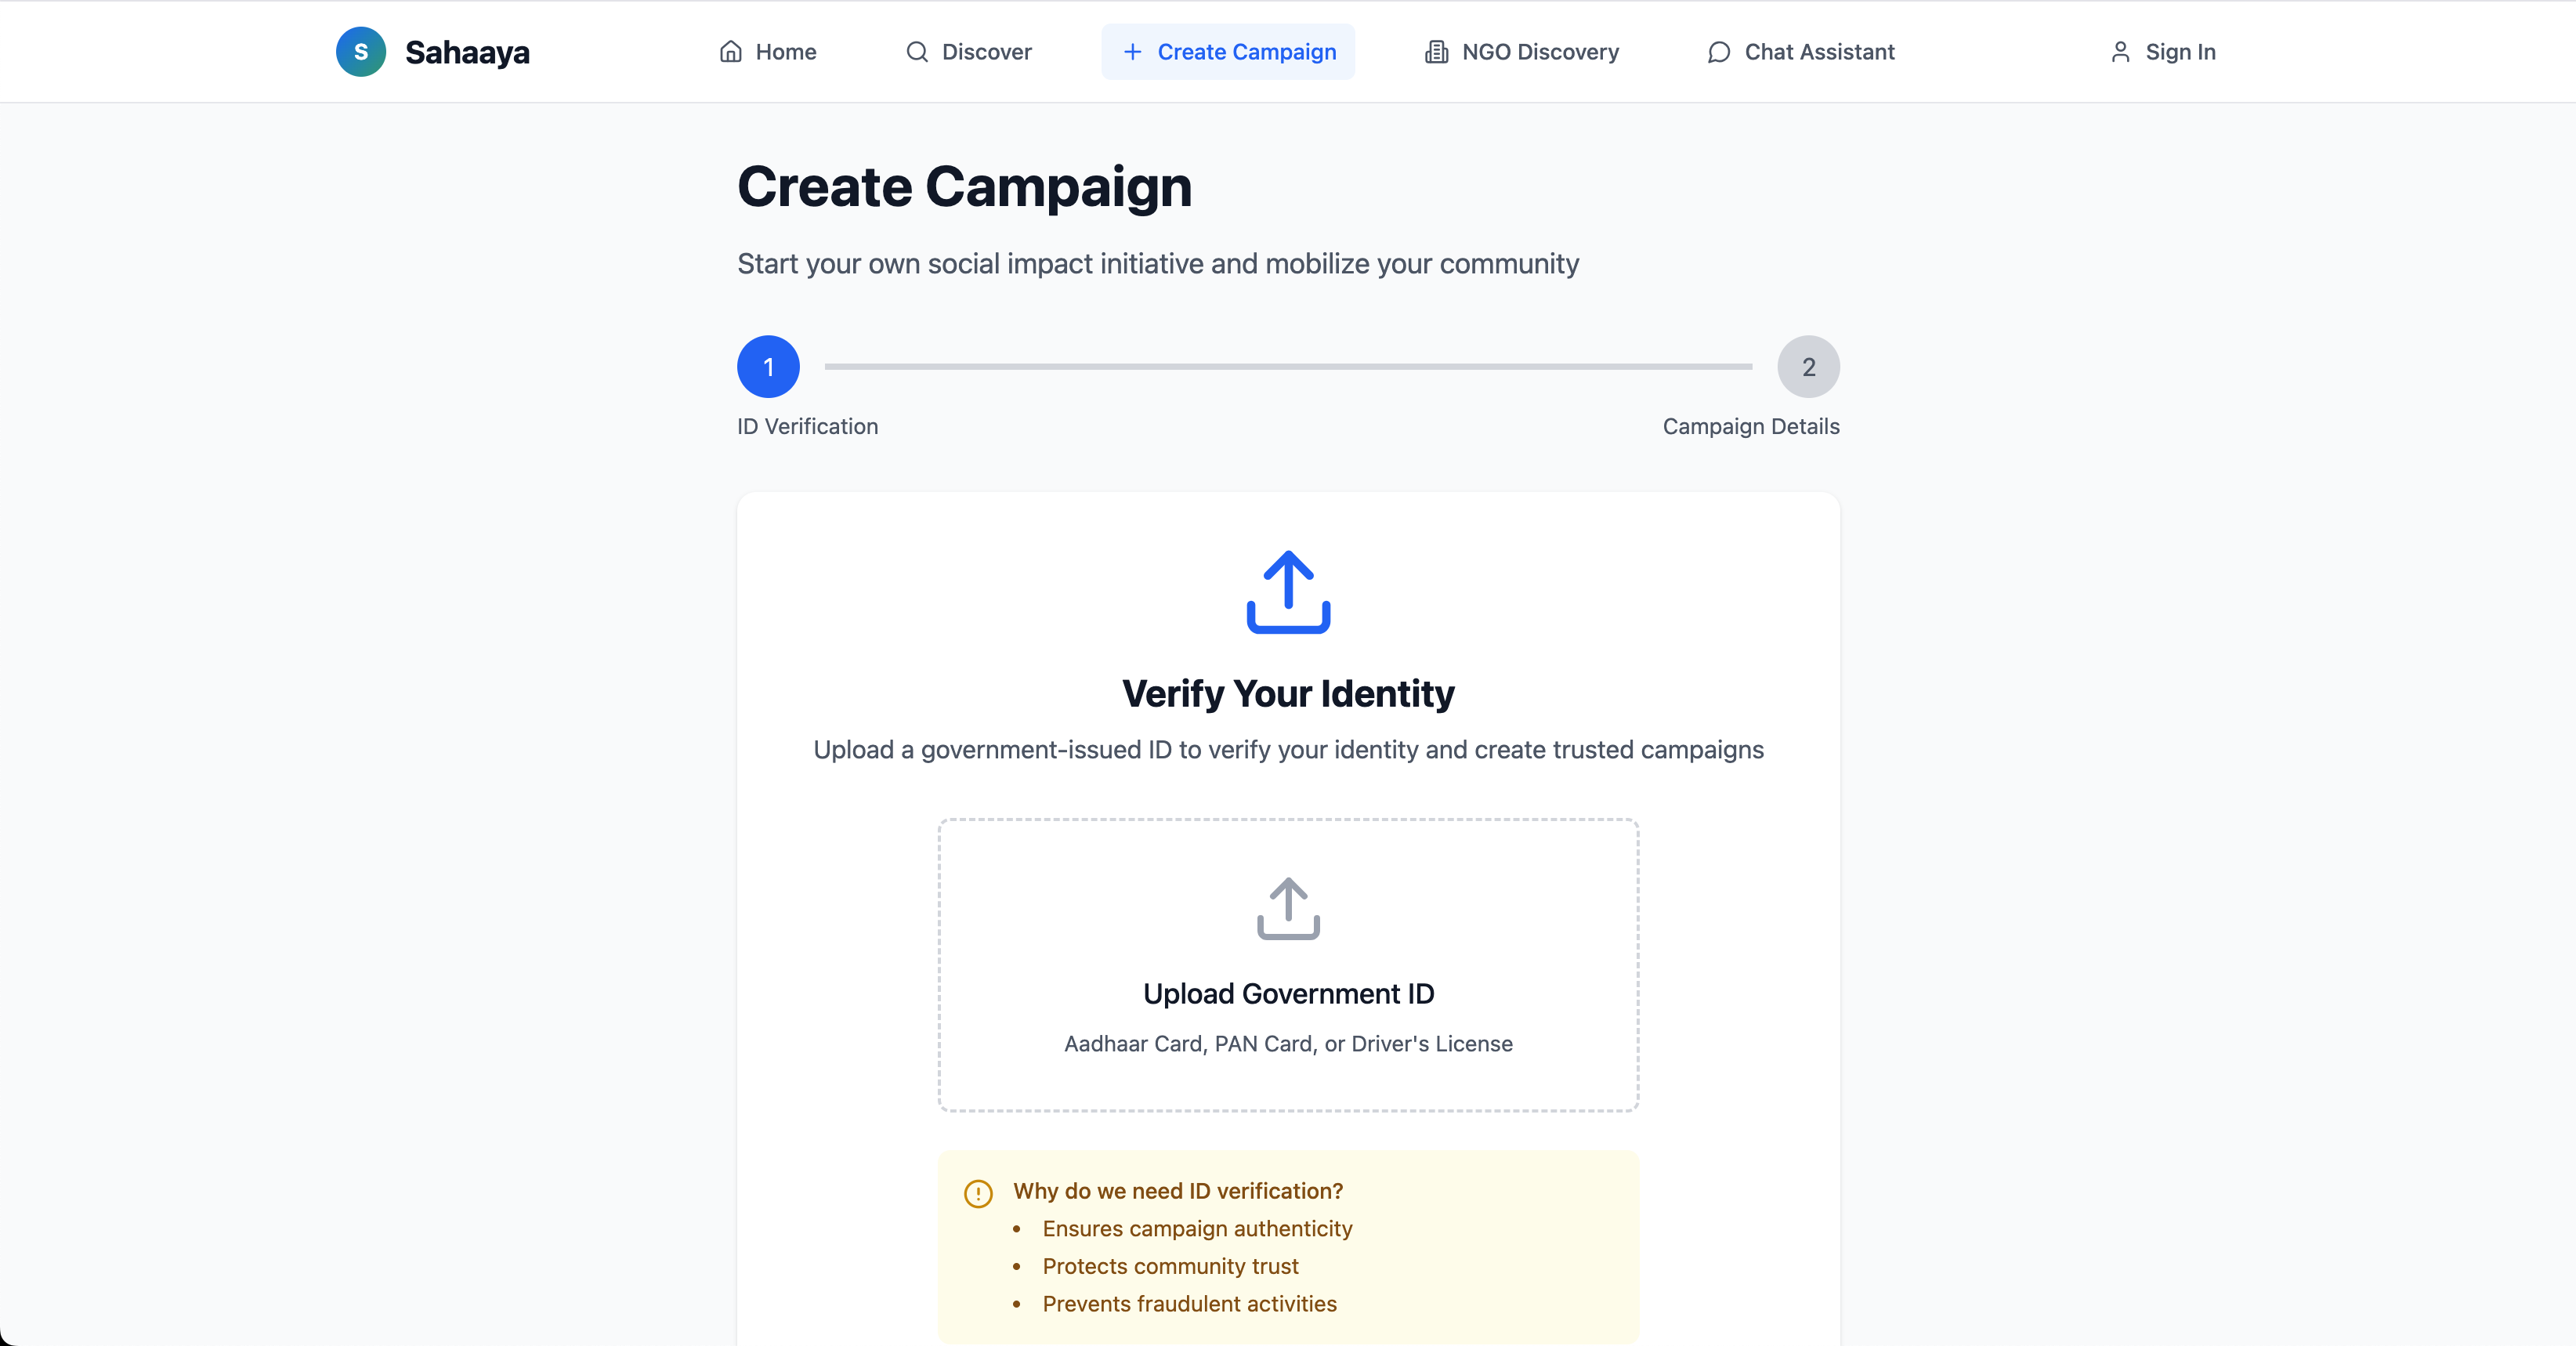 S Sahaaya Home Discover Create Campaign NGO Discovery Chat Assistant Sign In
Create Campaign
Start your own social impact initiative and mobilize your community
1 2
ID Verification Campaign Details
Verify Your Identity
Upload a government-issued ID to verify your identity and create trusted campaigns
Upload Government ID
Aadhaar Card, PAN Card, or Driver's License
Why do we need ID verification?
• Ensures campaign authenticity
• Protects community trust
• Prevents fraudulent activities